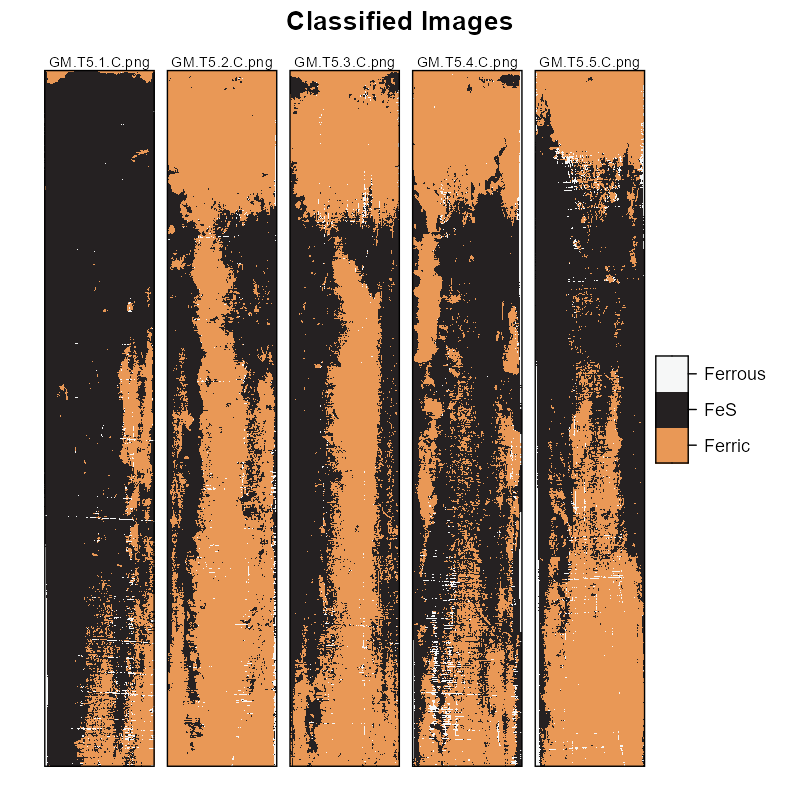 Classified Images
GM.T5.1.C.png
GM.T5.2.C.png
GM.T5.3.C.png
GM.T5.4.C.png
GM.T5.5.C.png
Ferrous
FeS
Ferric